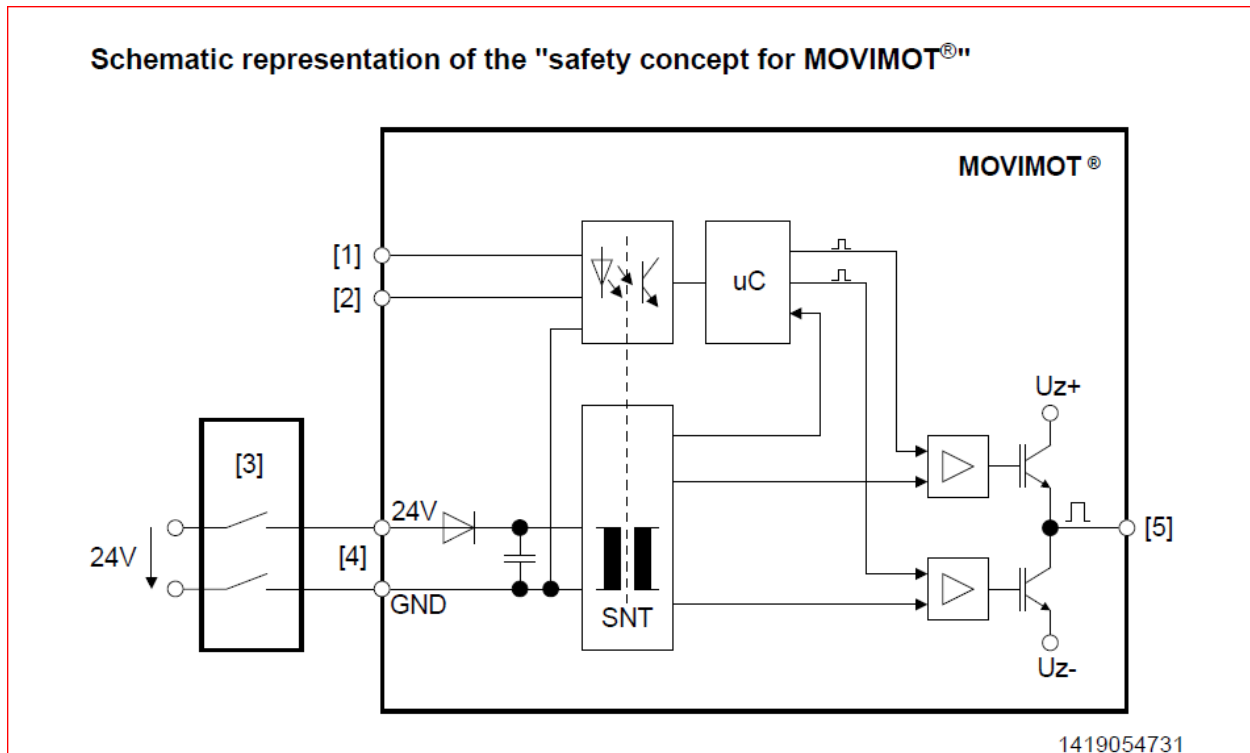 Schematic representation of the "safety concept for MOVIMOT®"
MOVIMOT ®
[1]
[2]
uC
Uz+
[3]
24V
[4]
24V
GND
SNT
[5]
Uz-
1419054731